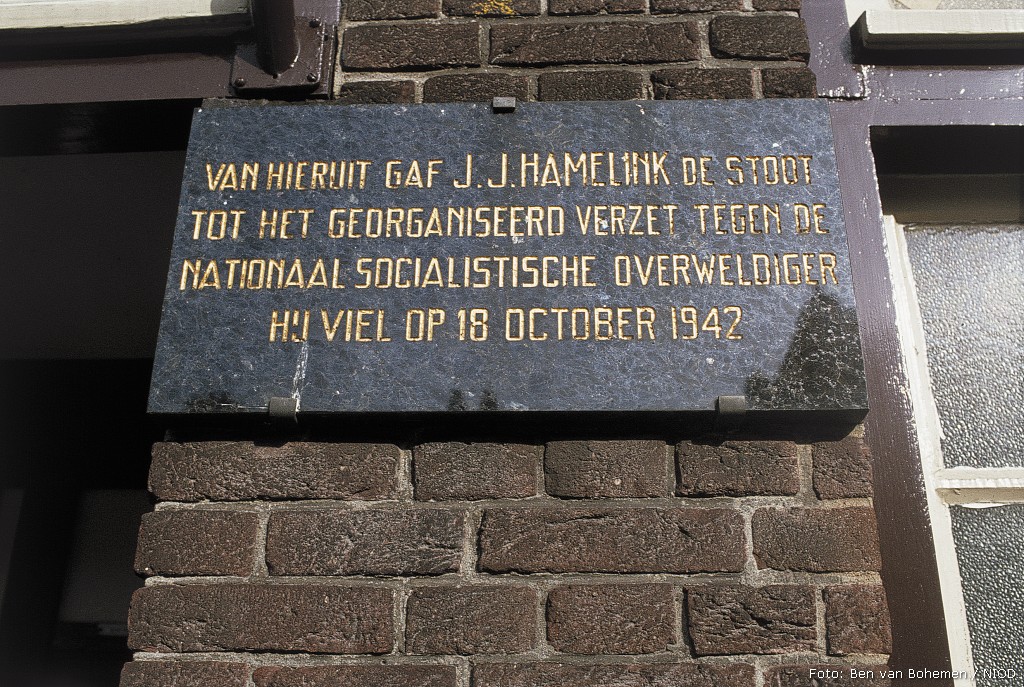 VAN HIERUIT GAF J.J. HAMELINK DE STOOT
TOT HET GEORGANISEERD VERZET TEGEN DE
NATIONAAL SOCIALISTISCHE OVERWELDIGER
HIJ VIEL OP 18 OCTOBER 1942
Foto: Ben van Bohemen / NIOD